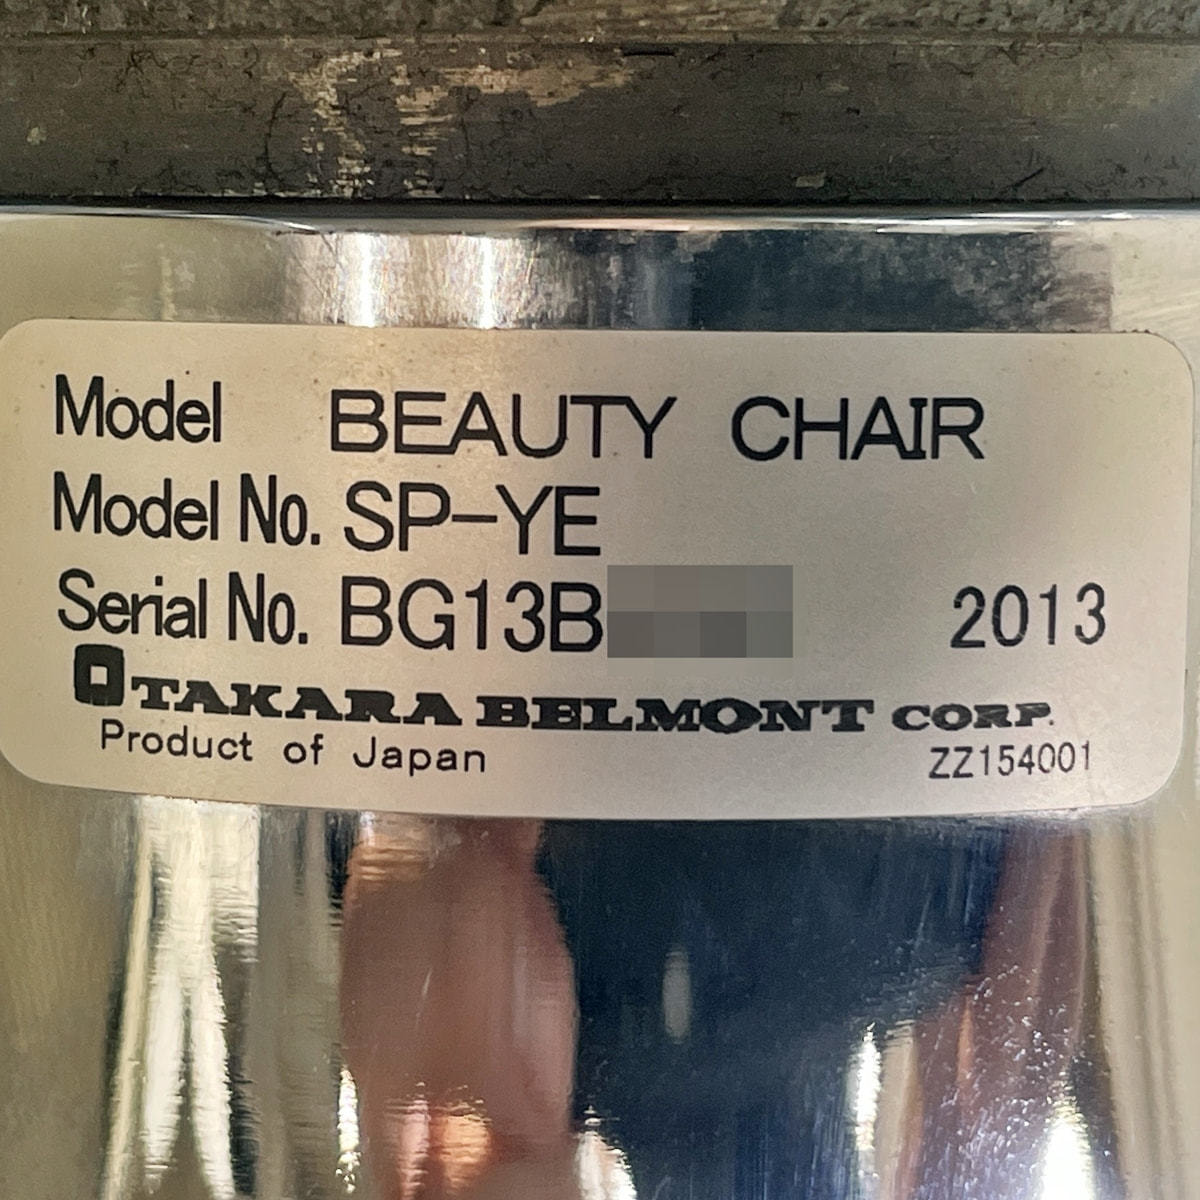 Model BEAUTY CHAIR
Model No. SP-YE
Serial No. BG13B 2013
TAKARA BELMONT CORP.
Product of Japan ZZ154001